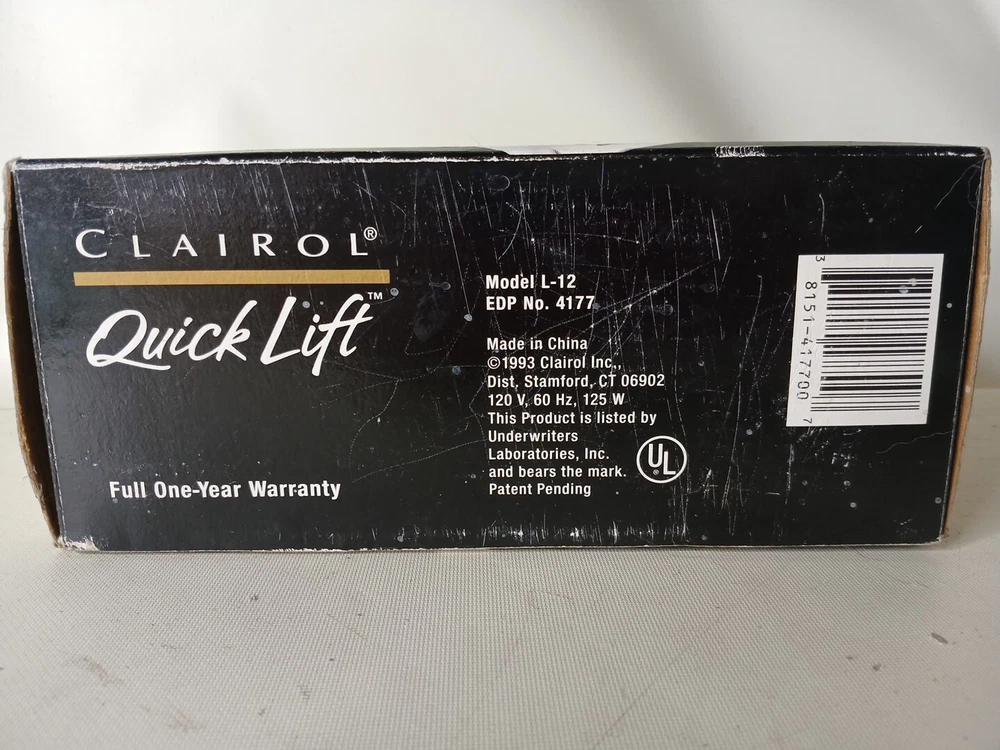 CLAIROL®
Quick Lift™
Full One-Year Warranty
Model L-12
EDP No. 4177
Made in China
©1993 Clairol Inc.,
Dist, Stamford, CT 06902
120 V, 60 Hz, 125 W
This Product is listed by
Underwriters
Laboratories, Inc.
and bears the mark.
Patent Pending
UL®
3 8151-417700 7